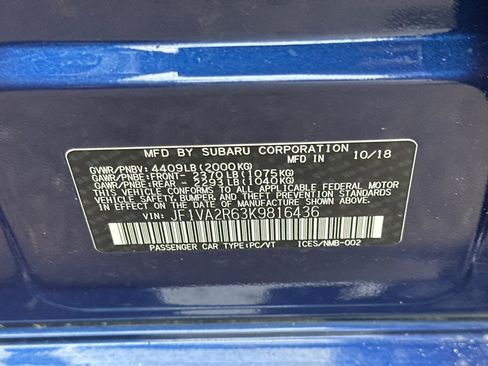 MFD BY SUBARU CORPORATION 10/18
GVWR/PNBV: 4409LB(2000KG)
GAWR/PNBE:FRONT- 2370LB(1075KG)
GAWR/PNBE:REAR - 2293LB(1040KG)
THIS VEHICLE CONFORMS TO ALL APPLICABLE FEDERAL MOTOR
VEHICLE SAFETY, BUMPER, AND THEFT PREVENTION STANDARDS
IN EFFECT ON THE DATE OF MANUFACTURE SHOWN ABOVE.
VIN: JF1VA2R63K9816436
PASSENGER CAR TYPE:PC/VT ICES/NMB-002